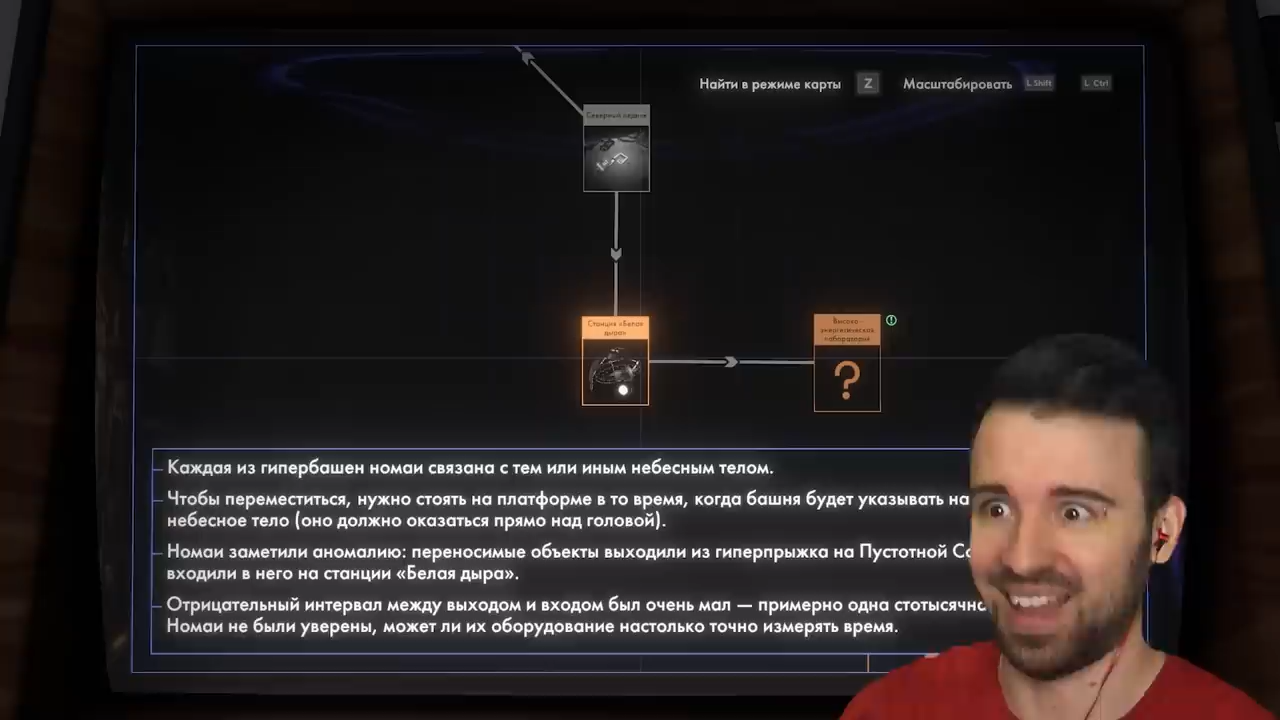 Найти в режиме карты Z Масштабировать L Shift L Ctrl
Северный ледник
Станция «Белая
дыра»
Высоко-
энергетическая
лаборатория
?
Каждая из гипербашен номаи связана с тем или иным небесным телом.
Чтобы переместиться, нужно стоять на платформе в то время, когда башня будет указывать на
небесное тело (оно должно оказаться прямо над головой).
Номаи заметили аномалию: переносимые объекты выходили из гиперпрыжка на Пустотной
входили в него на станции «Белая дыра».
Отрицательный интервал между выходом и входом был очень мал — примерно одна
Номаи не были уверены, может ли их оборудование настолько точно измерять время.